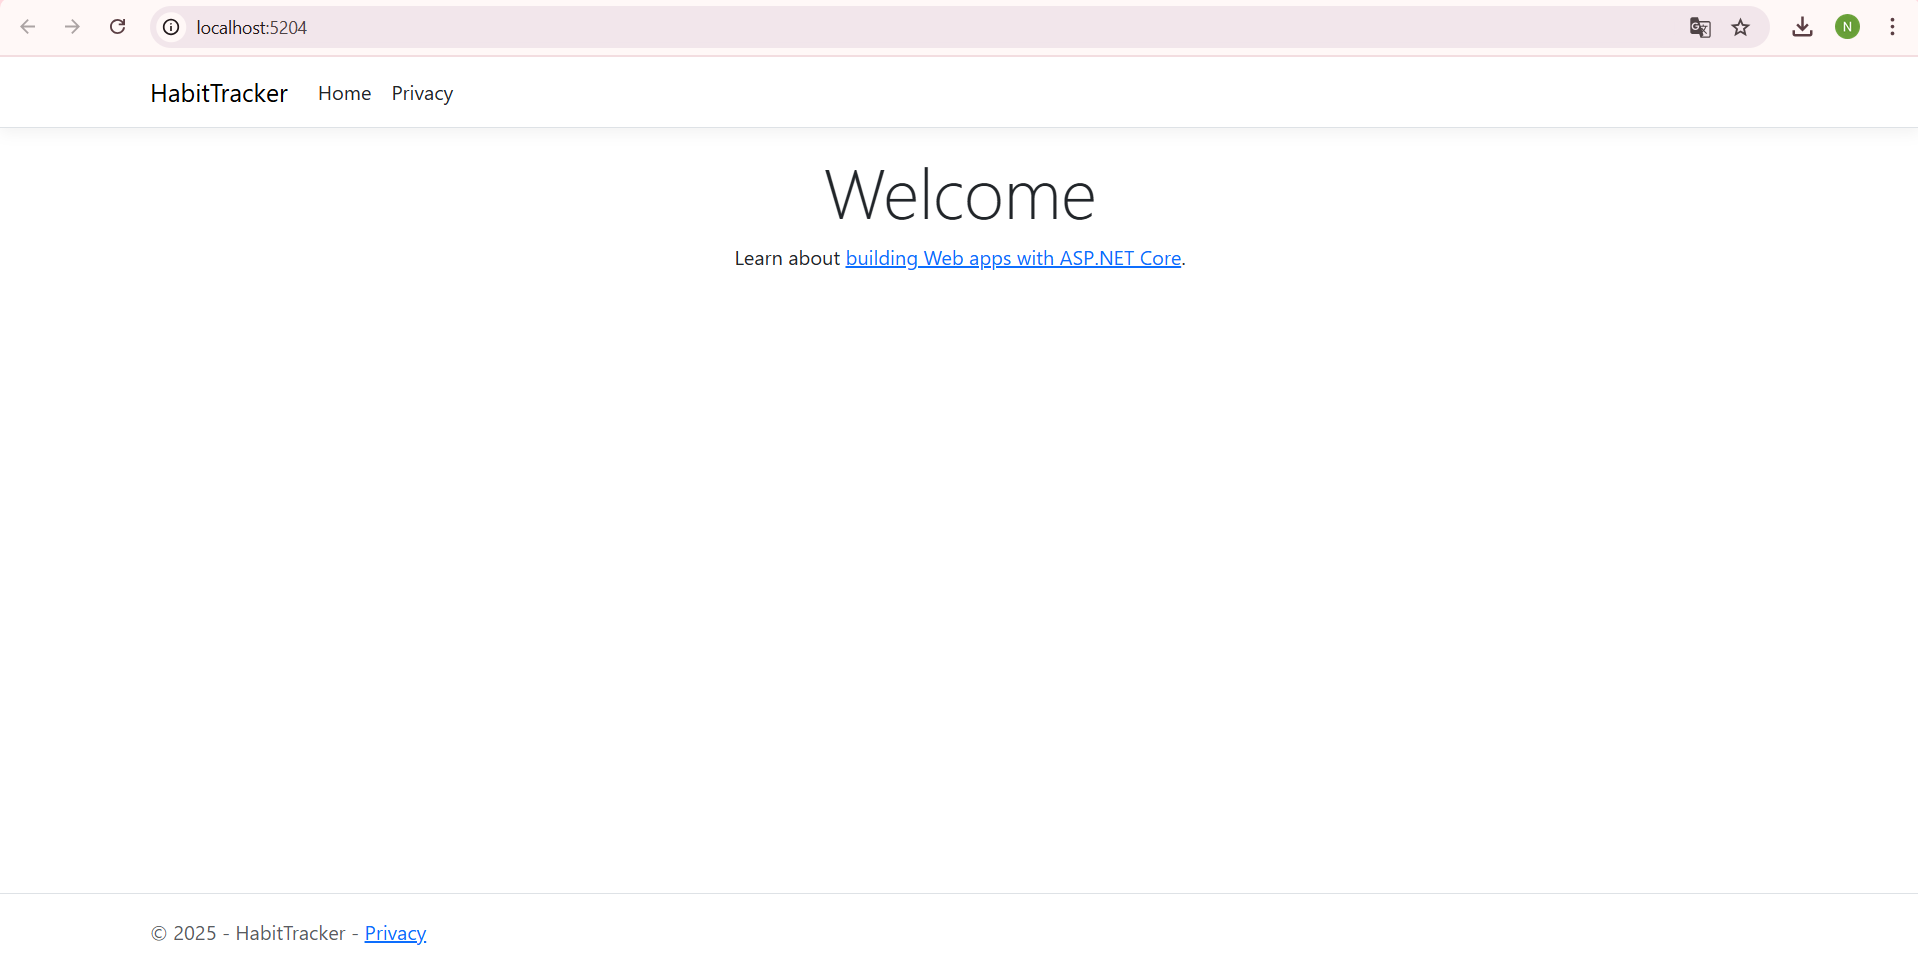 localhost:5204
N
HabitTracker Home Privacy
Welcome
Learn about building Web apps with ASP.NET Core.
© 2025 - HabitTracker - Privacy